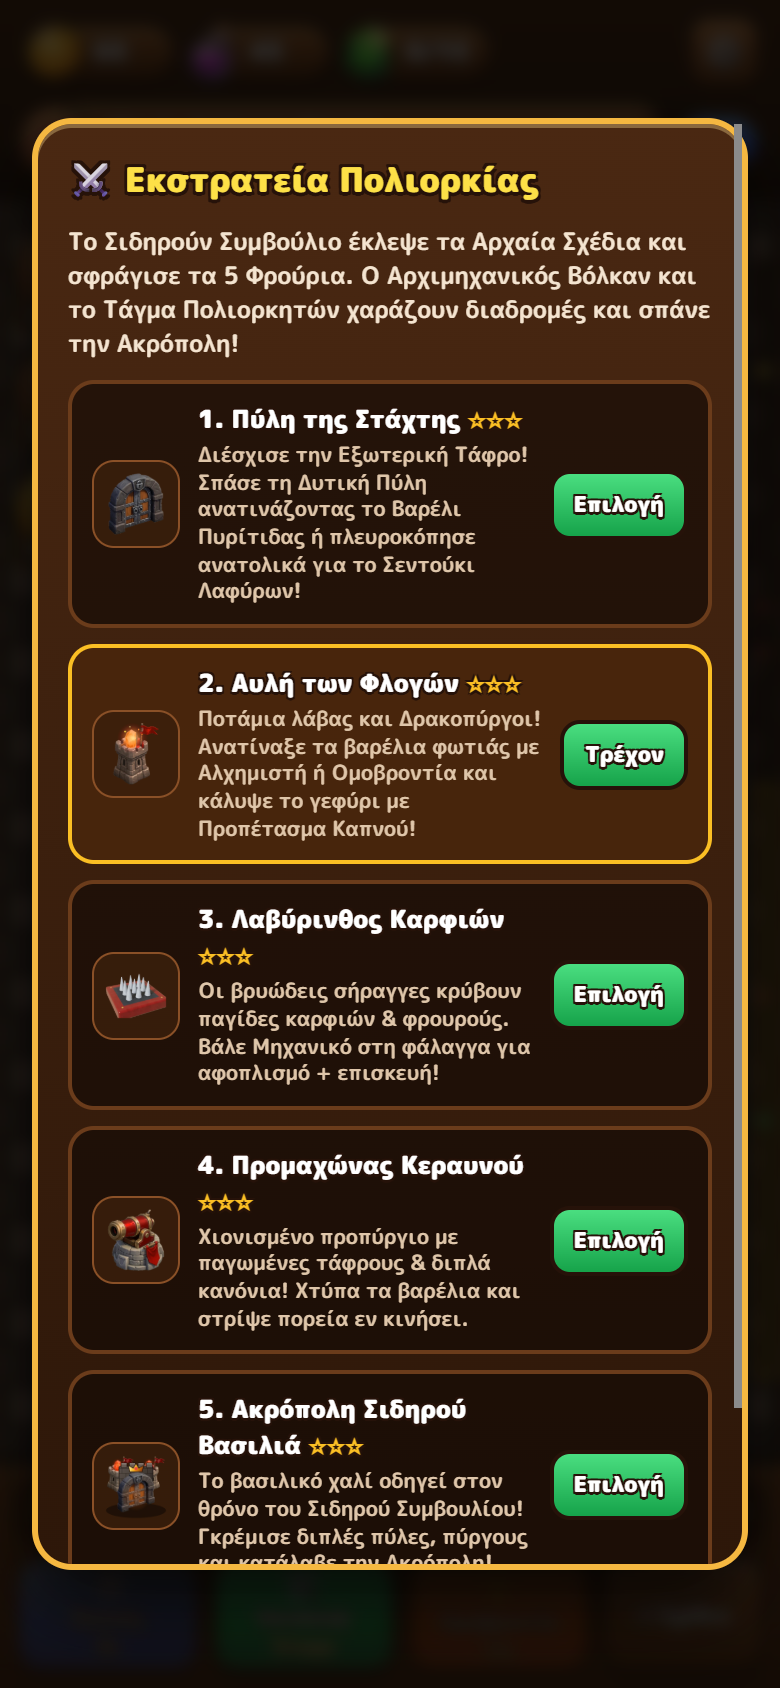 Εκστρατεία Πολιορκίας
Το Σιδηρούν Συμβούλιο έκλεψε τα Αρχαία Σχέδια και
σφράγισε τα 5 Φρούρια. Ο Αρχιμηχανικός Βόλκαν και
το Τάγμα Πολιορκητών χαράζουν διαδρομές και σπάνε
την Ακρόπολη!
1. Πύλη της Στάχτης ☆☆☆
Διέσχισε την Εξωτερική Τάφρο!
Σπάσε τη Δυτική Πύλη
ανατινάζοντας το Βαρέλι
Πυρίτιδας ή πλευροκόπησε
ανατολικά για το Σεντούκι
Λαφύρων!
Επιλογή
2. Αυλή των Φλογών ☆☆☆
Ποτάμια λάβας και Δρακοπύργοι!
Ανατίναξε τα βαρέλια φωτιάς με
Αλχημιστή ή Ομοβροντία και
κάλυψε το γεφύρι με
Προπέτασμα Καπνού!
Τρέχον
3. Λαβύρινθος Καρφιών
☆☆☆
Οι βρυώδεις σήραγγες κρύβουν
παγίδες καρφιών & φρουρούς.
Βάλε Μηχανικό στη φάλαγγα για
αφοπλισμό + επισκευή!
Επιλογή
4. Προμαχώνας Κεραυνού
☆☆☆
Χιονισμένο προπύργιο με
παγωμένες τάφρους & διπλά
κανόνια! Χτύπα τα βαρέλια και
στρίψε πορεία εν κινήσει.
Επιλογή
5. Ακρόπολη Σιδηρού
Βασιλιά ☆☆☆
Το βασιλικό χαλί οδηγεί στον
θρόνο του Σιδηρού Συμβουλίου!
Γκρέμισε διπλές πύλες, πύργους
και κατάλαβε την Ακρόπολη!
Επιλογή